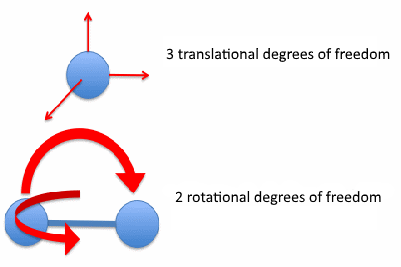 3 translational degrees of freedom
2 rotational degrees of freedom